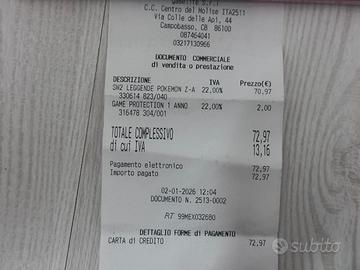 Gamelife S.r.l
C.C. Centro del Molise ITA2511
Via Colle delle Api, 44
Campobasso, CB 86100
087464041
03217130966
DOCUMENTO COMMERCIALE
di vendita o prestazione
DESCRIZIONE IVA Prezzo(€)
SW2 LEGGENDE POKEMON Z-A 22,00% 70,97
330614 823/040
GAME PROTECTION 1 ANNO 22,00% 2,00
316478 304/001
TOTALE COMPLESSIVO 72,97
di cui IVA 13,16
Pagamento elettronico 72,97
Importo pagato 72,97
02-01-2026 12:04
DOCUMENTO N. 2513-0002
RT 99MEX032680
DETTAGLIO FORME di PAGAMENTO
CARTA di CREDITO 72,97
subito